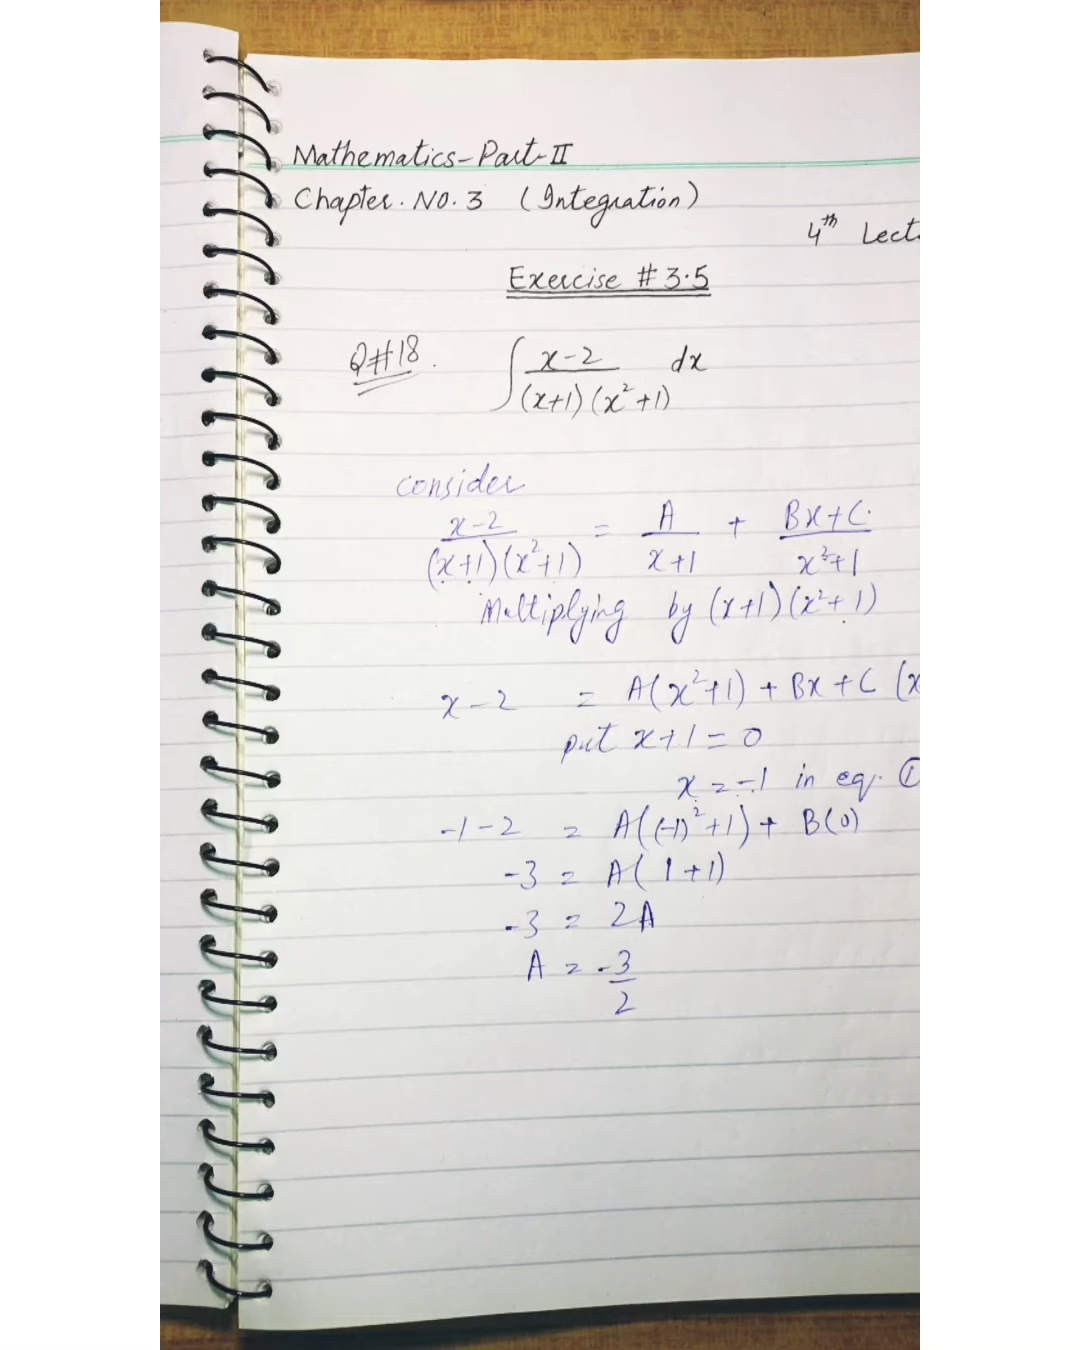 Mathematics-Part-II
Chapter. No. 3 (Integration)
4th Lect
Exercise # 3.5
Q#18. ∫ x-2 / (x+1)(x²+1) dx
consider
x-2 / (x+1)(x²+1) = A / x+1 + Bx+C / x²+1
Multiplying by (x+1)(x²+1)
x-2 = A(x²+1) + Bx+C (x
put x+1=0
x=-1 in eq. ①
-1-2 = A((-1)²+1)+ B(0)
-3 = A(1+1)
-3 = 2A
A = -3/2